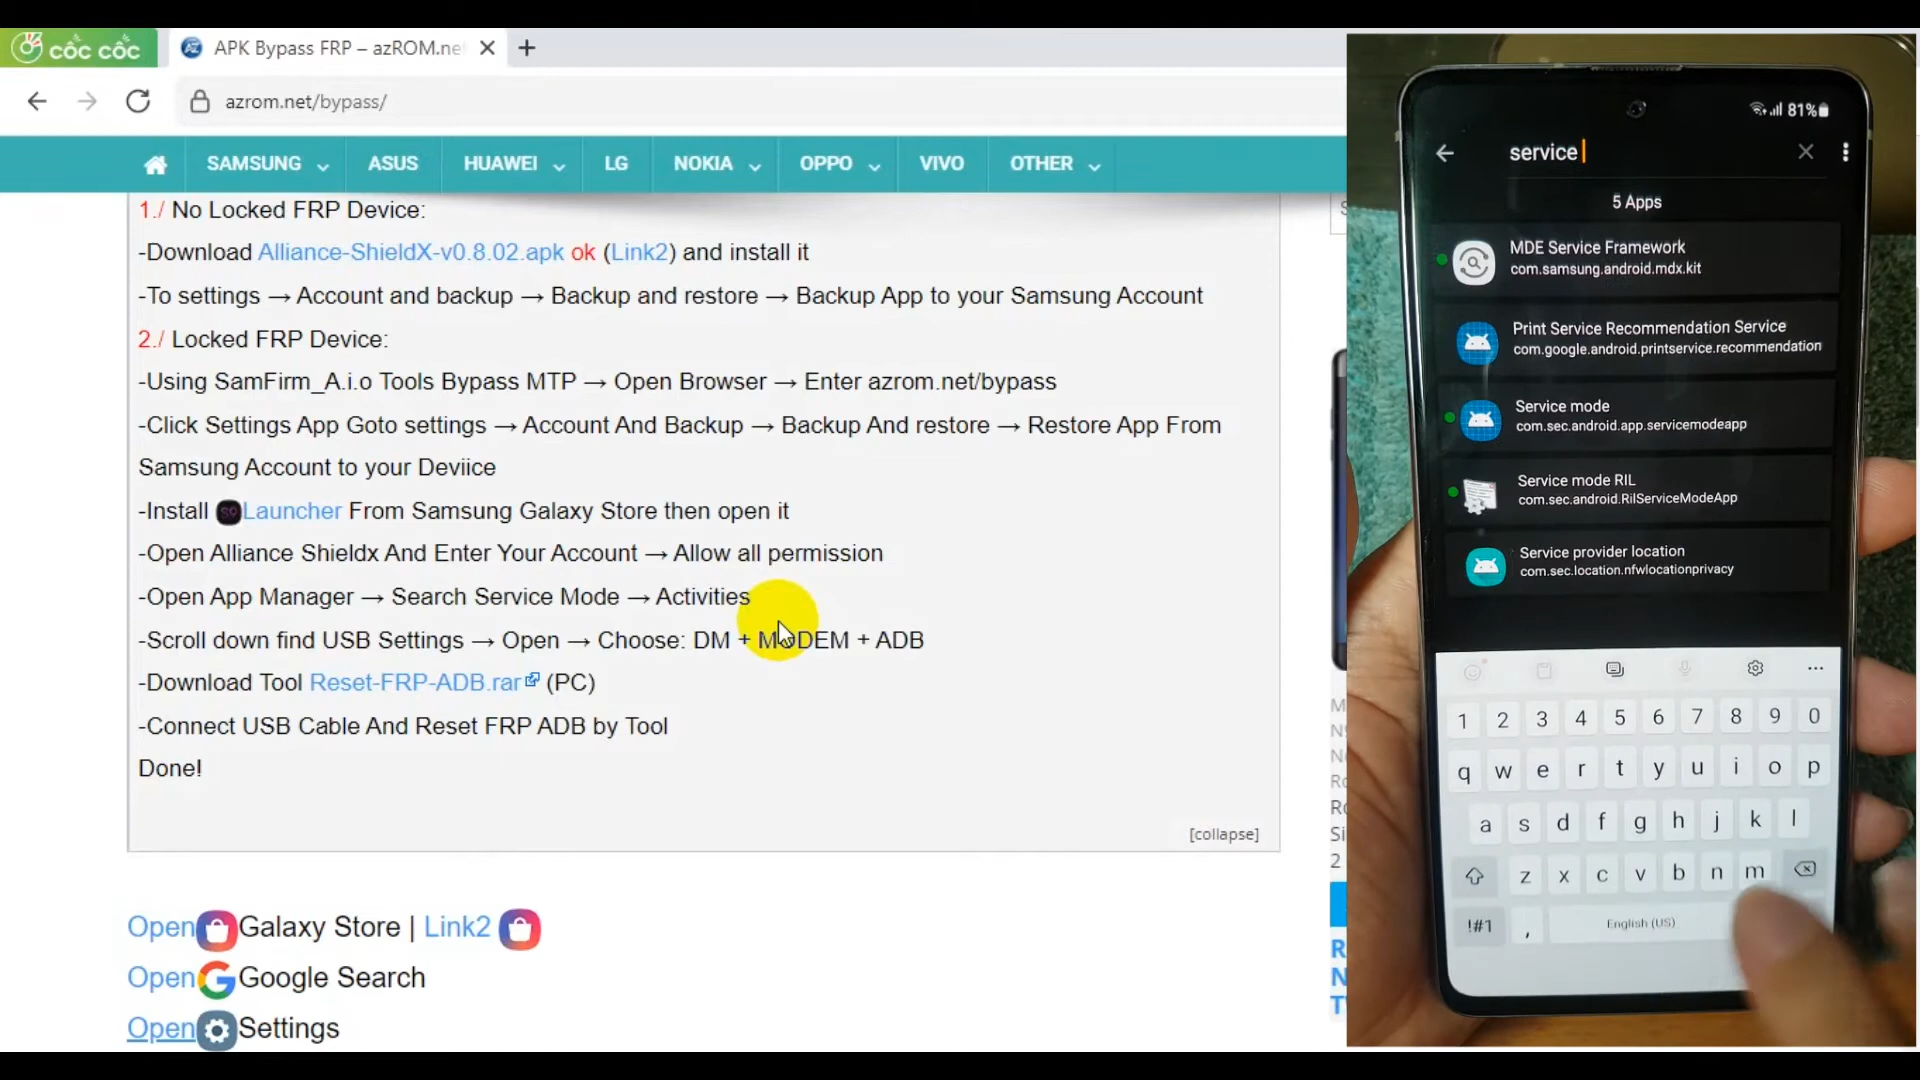 cốc cốc
APK Bypass FRP – azROM.ne
azrom.net/bypass/
SAMSUNG ASUS HUAWEI LG NOKIA OPPO VIVO OTHER
1./ No Locked FRP Device:
-Download Alliance-ShieldX-v0.8.02.apk ok (Link2) and install it
-To settings → Account and backup → Backup and restore → Backup App to your Samsung Account
2./ Locked FRP Device:
-Using SamFirm_A.i.o Tools Bypass MTP → Open Browser → Enter azrom.net/bypass
-Click Settings App Goto settings → Account And Backup → Backup And restore → Restore App From
Samsung Account to your Deviice
-Install S9 Launcher From Samsung Galaxy Store then open it
-Open Alliance Shieldx And Enter Your Account → Allow all permission
-Open App Manager → Search Service Mode → Activities
-Scroll down find USB Settings → Open → Choose: DM + MODEM + ADB
-Download Tool Reset-FRP-ADB.rar (PC)
-Connect USB Cable And Reset FRP ADB by Tool
Done!
[collapse]
Open Galaxy Store | Link2
Open Google Search
Open Settings
81%
service
5 Apps
MDE Service Framework
com.samsung.android.mdx.kit
Print Service Recommendation Service
com.google.android.printservice.recommendation
Service mode
com.sec.android.app.servicemodeapp
Service mode RIL
com.sec.android.RilServiceModeApp
Service provider location
com.sec.location.nfwlocationprivacy
1 2 3 4 5 6 7 8 9 0
q w e r t y u i o p
a s d f g h j k l
z x c v b n m
!#1 , English (US)